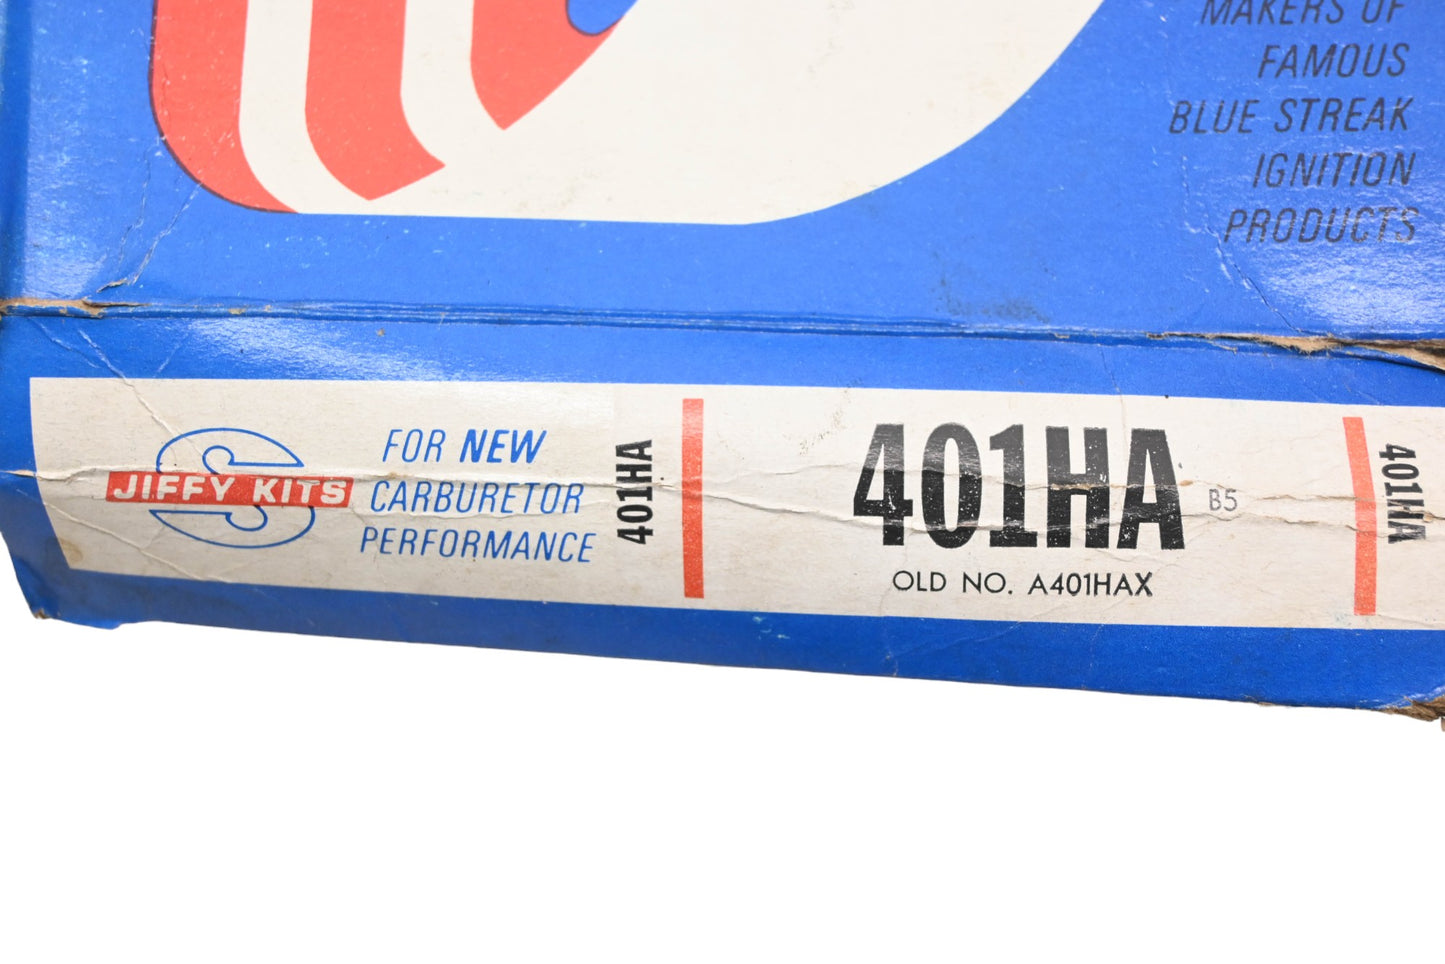 MAKERS OF
FAMOUS
BLUE STREAK
IGNITION
PRODUCTS
S
JIFFY KITS
FOR NEW
CARBURETOR
PERFORMANCE
401HA
401HA
B5
OLD NO. A401HAX
401HA